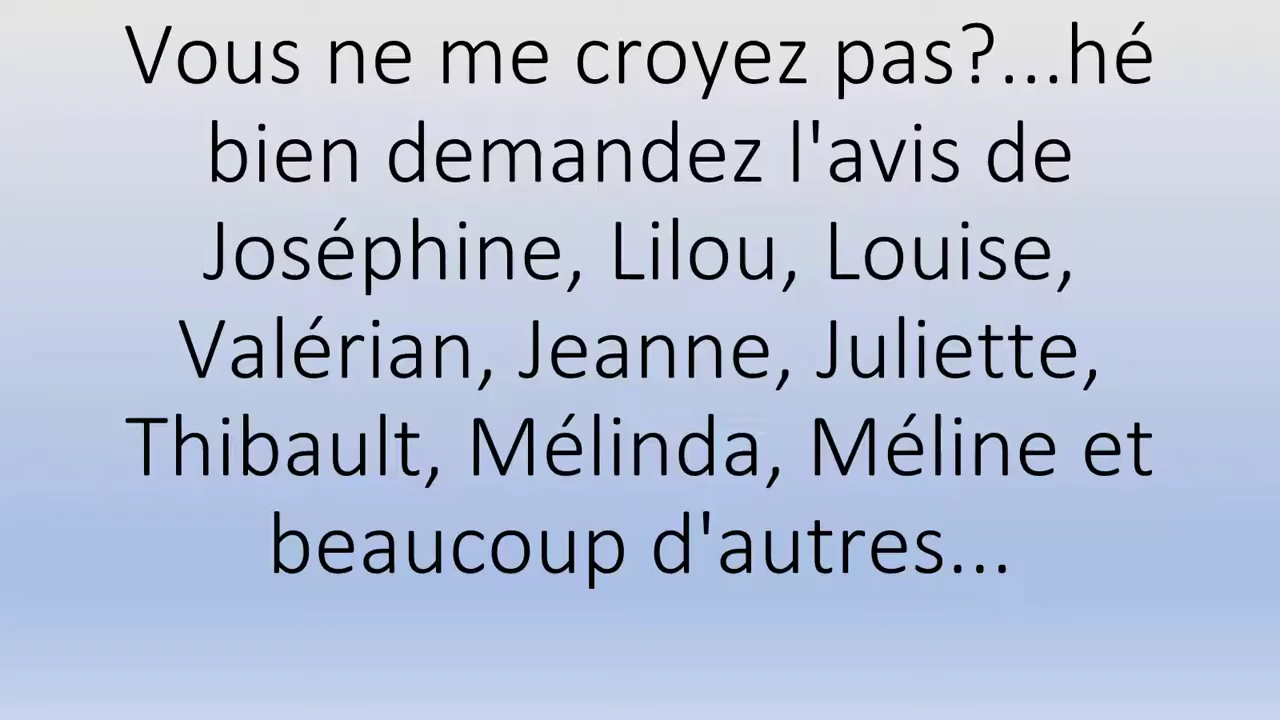 Vous ne me croyez pas?...hé
bien demandez l'avis de
Joséphine, Lilou, Louise,
Valérian, Jeanne, Juliette,
Thibault, Mélinda, Méline et
beaucoup d'autres...